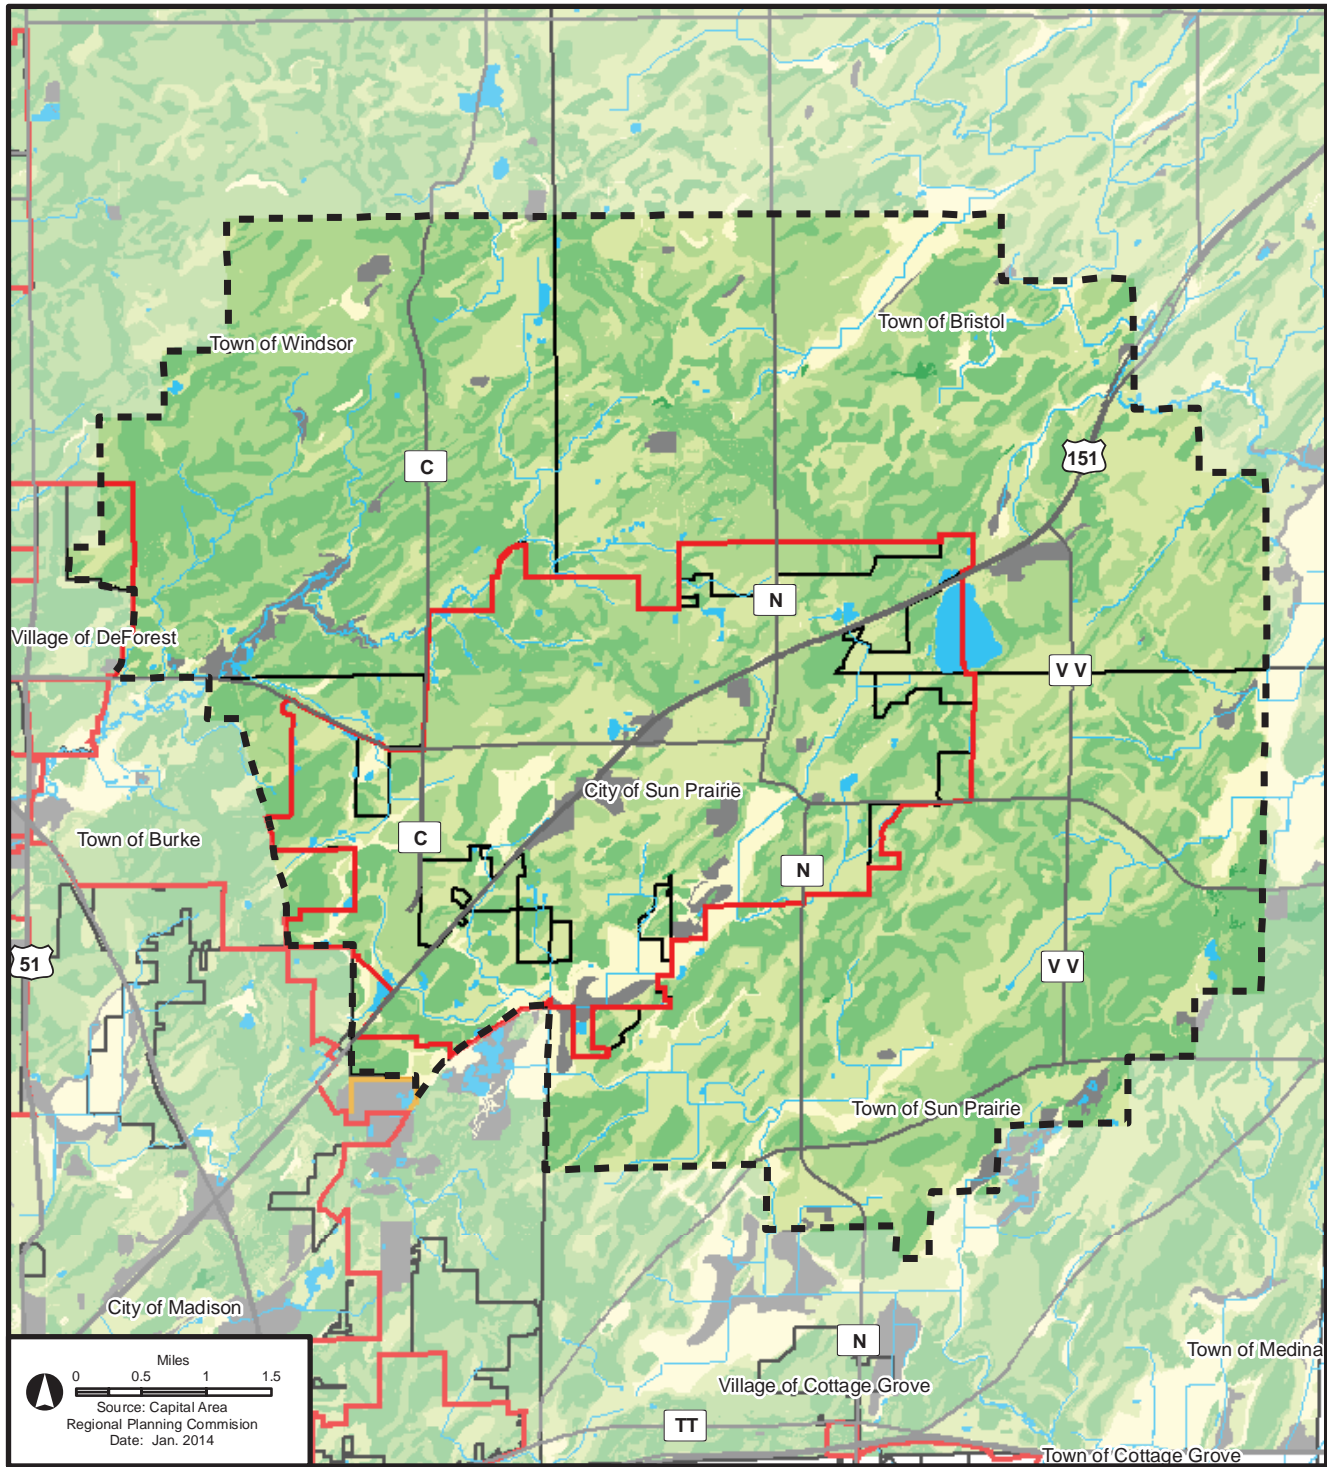 Town of Bristol
Town of Windsor
151
C
N
Village of DeForest
V V
City of Sun Prairie
Town of Burke
C
N
51
V V
Town of Sun Prairie
City of Madison
N
Town of Medina
Miles
0 0.5 1 1.5
Village of Cottage Grove
Source: Capital Area
Regional Planning Commision
TT
Date: Jan. 2014
Town of Cottage Grove